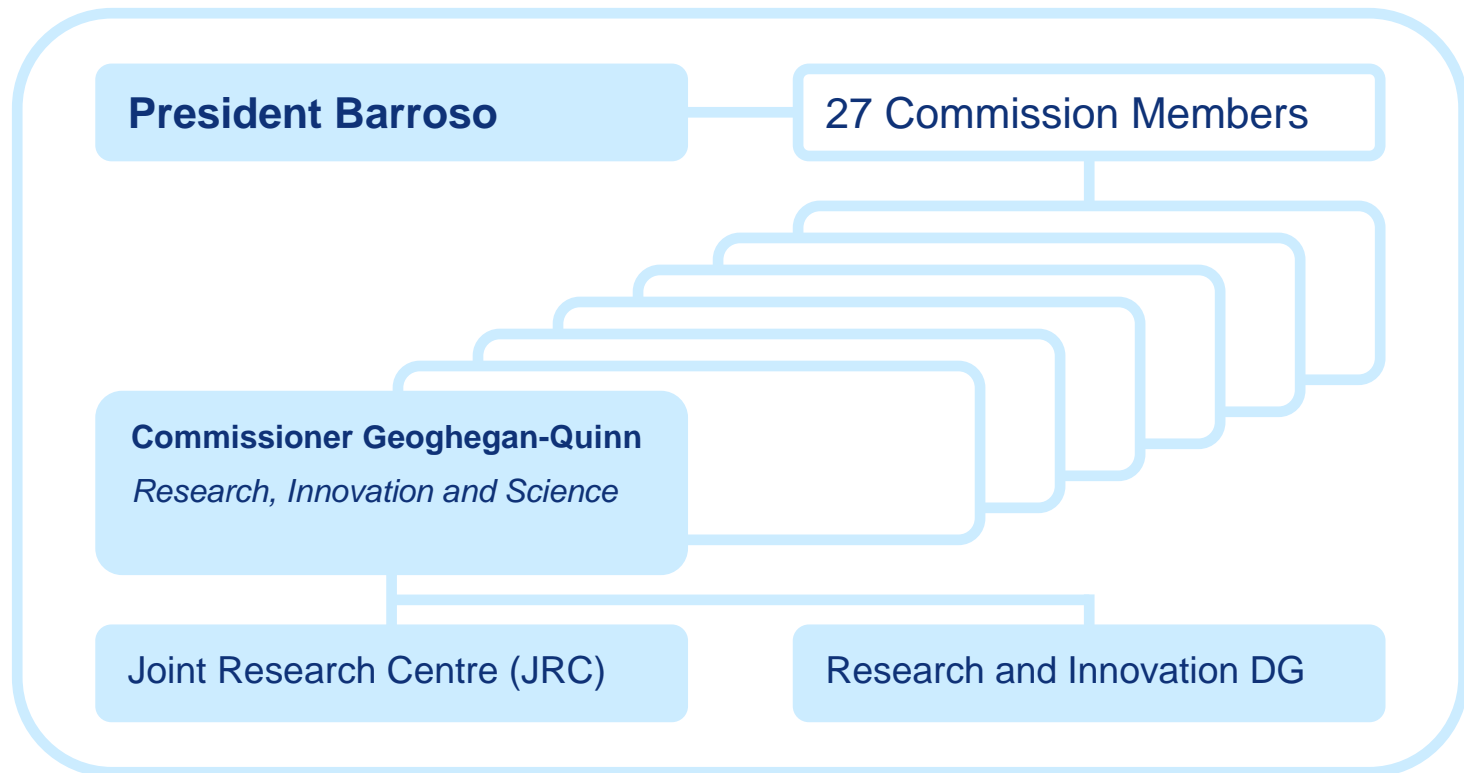 President Barroso
27 Commission Members
Commissioner Geoghegan-Quinn
Research, Innovation and Science
Joint Research Centre (JRC)
Research and Innovation DG